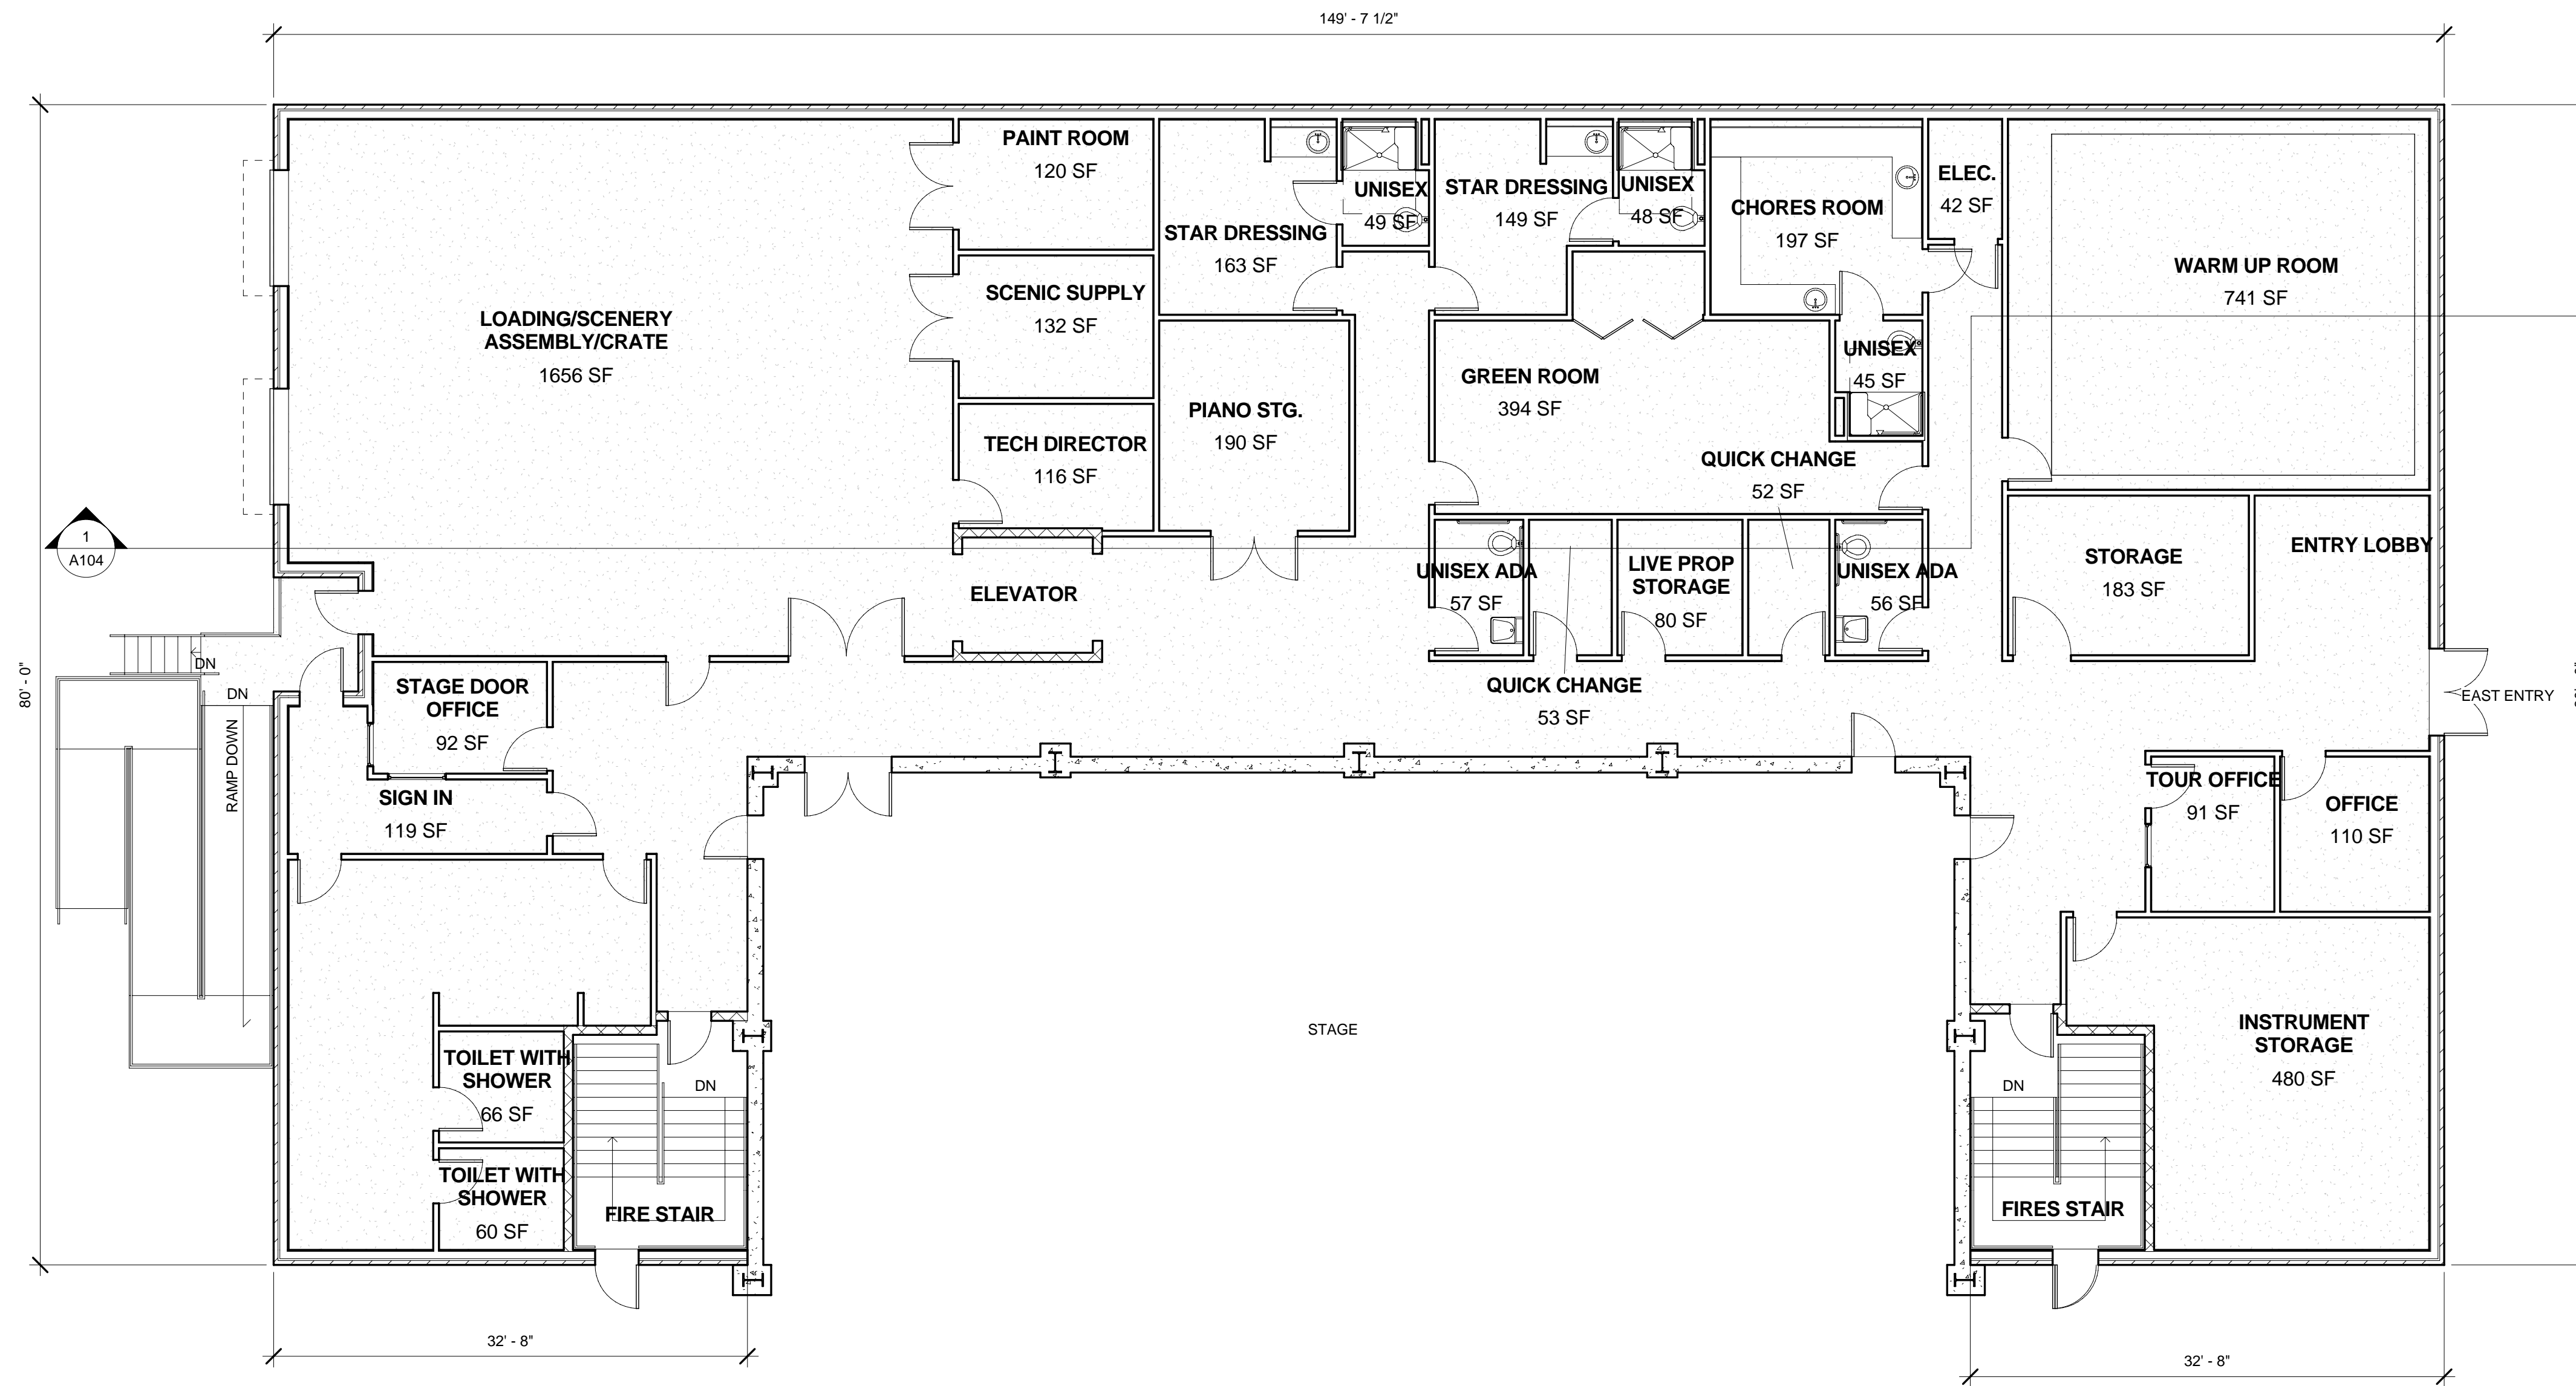 149' - 7 1/2"
PAINT ROOM
120 SF
STAR DRESSING
163 SF
UNISEX
49 SF
STAR DRESSING
149 SF
UNISEX
48 SF
CHORES ROOM
197 SF
ELEC.
42 SF
WARM UP ROOM
741 SF
LOADING/SCENERY
ASSEMBLY/CRATE
1656 SF
SCENIC SUPPLY
132 SF
TECH DIRECTOR
116 SF
PIANO STG.
190 SF
GREEN ROOM
394 SF
UNISEX
45 SF
QUICK CHANGE
52 SF
1
A104
ELEVATOR
UNISEX ADA
57 SF
LIVE PROP
STORAGE
80 SF
UNISEX ADA
56 SF
STORAGE
183 SF
ENTRY LOBBY
80' - 0"
DN
DN
RAMP DOWN
STAGE DOOR
OFFICE
92 SF
QUICK CHANGE
53 SF
EAST ENTRY
SIGN IN
119 SF
TOUR OFFICE
91 SF
OFFICE
110 SF
STAGE
INSTRUMENT
STORAGE
480 SF
TOILET WITH
SHOWER
66 SF
DN
DN
TOILET WITH
SHOWER
60 SF
FIRE STAIR
FIRES STAIR
32' - 8"
32' - 8"